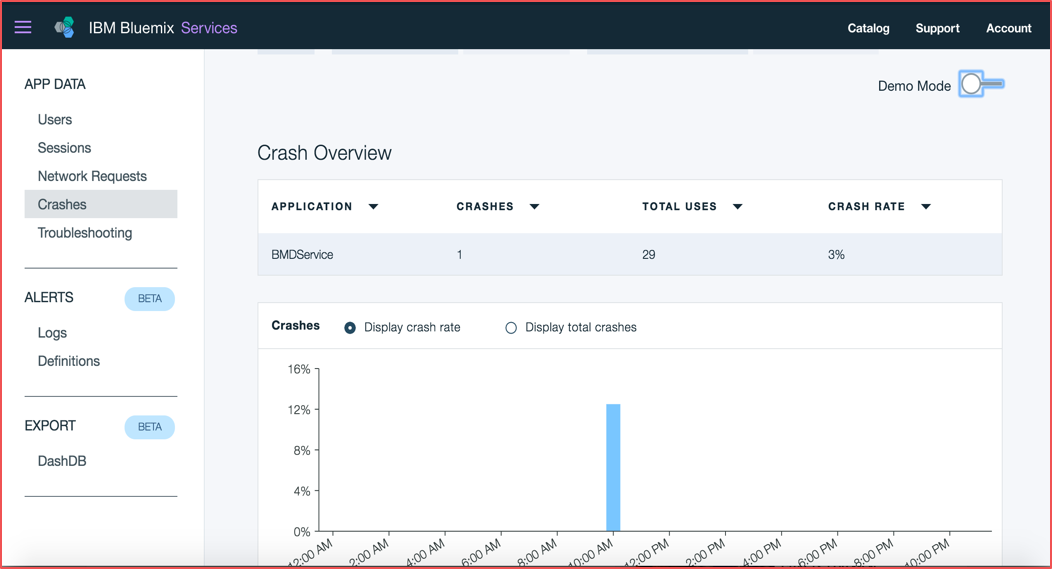 IBM Bluemix Services
Catalog Support Account
APP DATA
Users
Sessions
Network Requests
Crashes
Troubleshooting
ALERTS BETA
Logs
Definitions
EXPORT BETA
DashDB
Demo Mode
Crash Overview
APPLICATION CRASHES TOTAL USES CRASH RATE
BMDService 1 29 3%
Crashes Display crash rate Display total crashes
16%
12%
8%
4%
0%
12:00 AM 2:00 AM 4:00 AM 6:00 AM 8:00 AM 10:00 AM 12:00 PM 2:00 PM 4:00 PM 6:00 PM 8:00 PM 10:00 PM